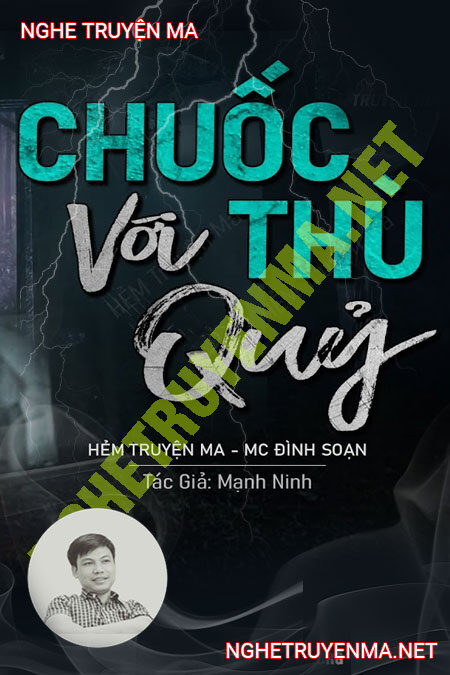 NGHE TRUYỆN MA
CHUỐC
Với THÙ
Quỷ
NGHETRUYENMA.NET
HẺM TRUYỆN MA - MC ĐÌNH SOẠN
Tác Giả: Mạnh Ninh
NGHETRUYENMA.NET